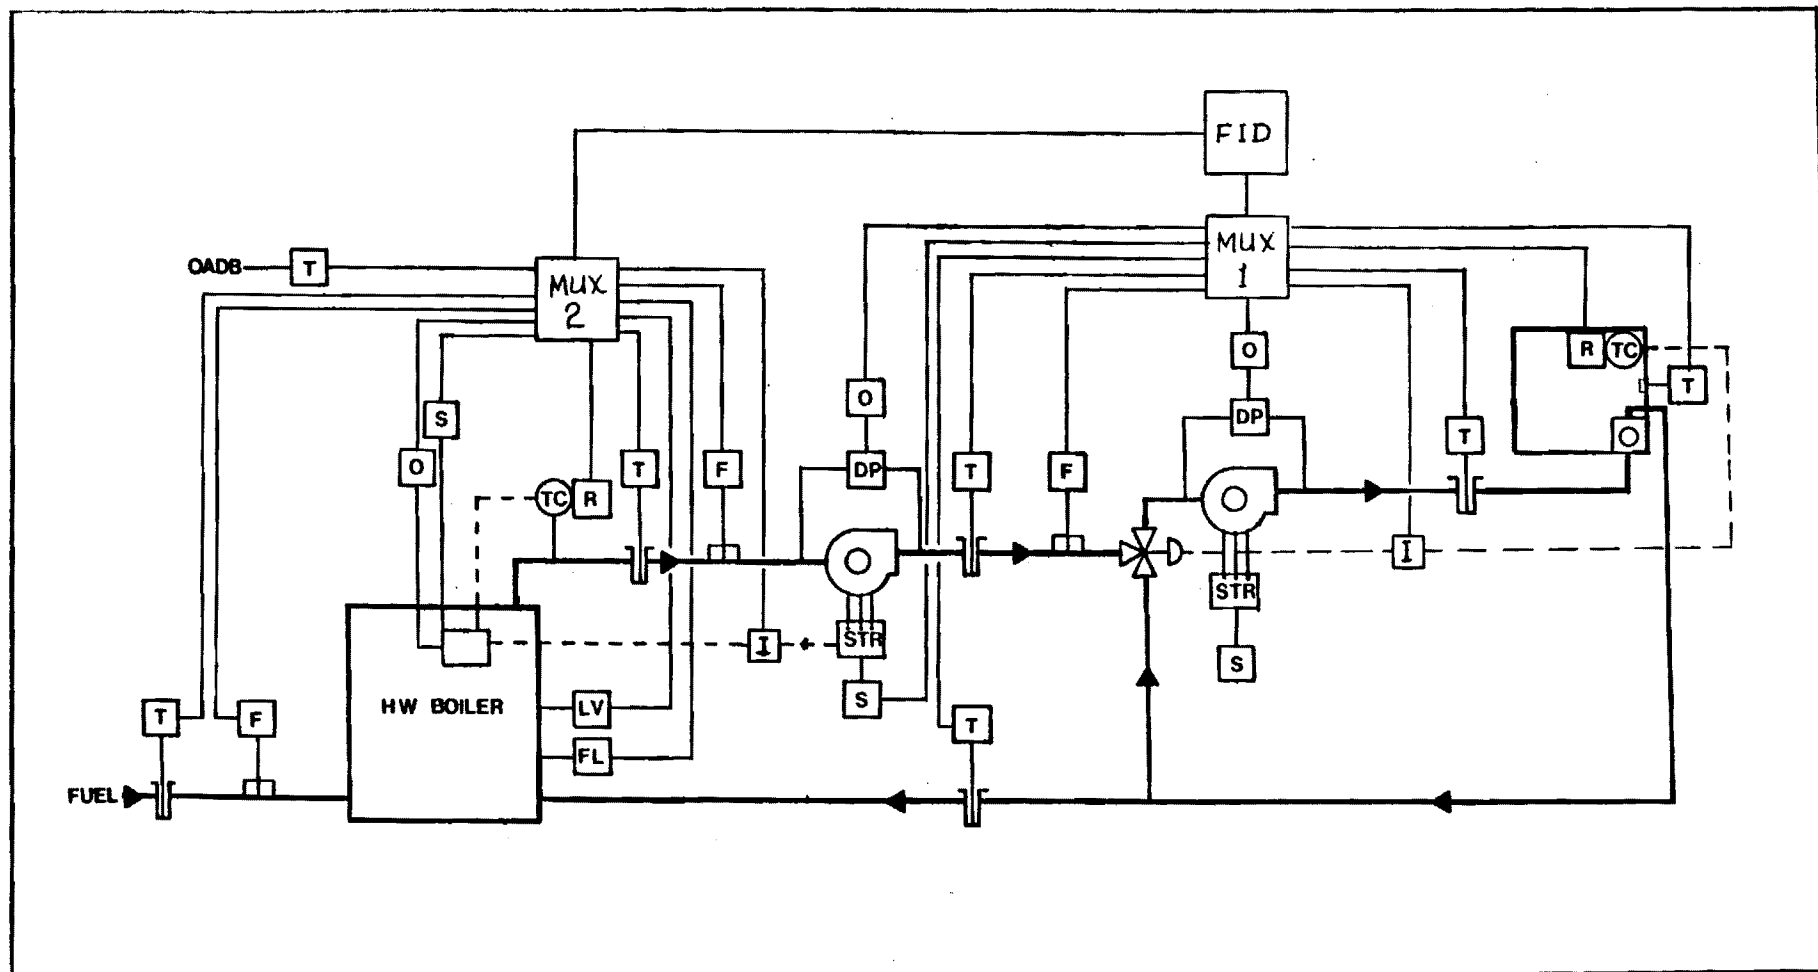 FID
MUX
1
OADB
T
MUX
2
O
R
TC
T
O
S
DP
O
T
DP
T
F
T
F
O
TC
R
STR
I
STR
I
S
HW BOILER
LV
S
T
F
T
FL
FUEL